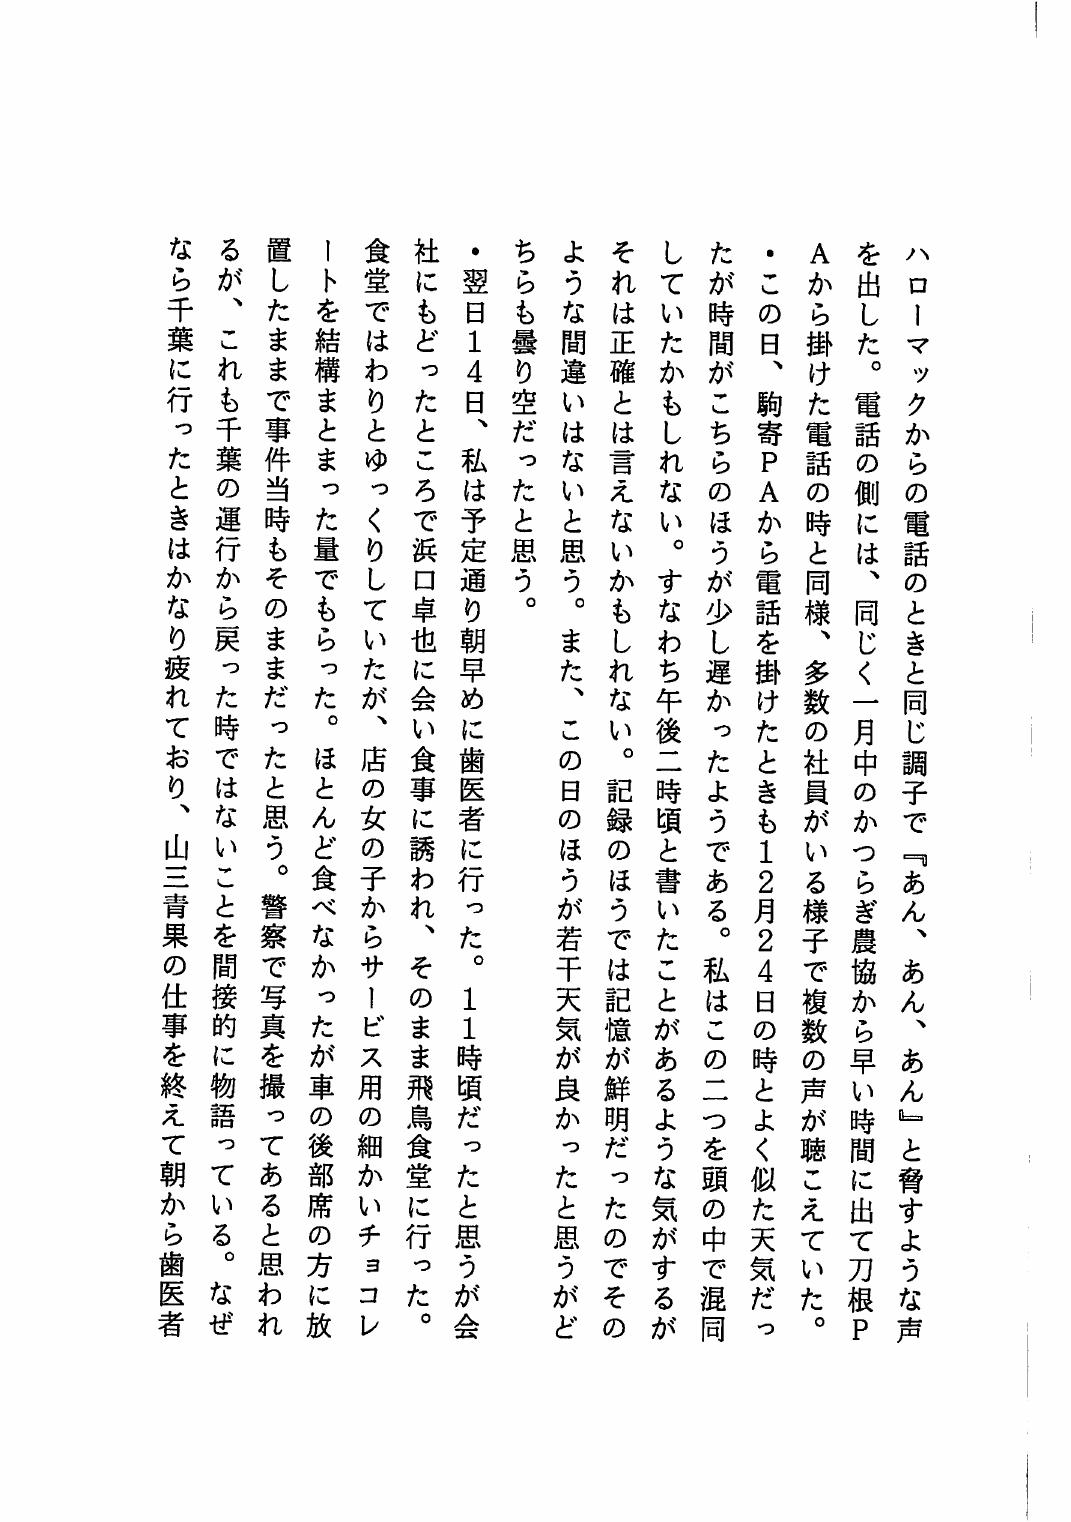 ハローマックからの電話のときと同じ調子で『あん、あん、あん』と脅すような声
を出した。電話の側には、同じく一月中のかつらぎ農協から早い時間に出て刀根P
Aから掛けた電話の時と同様、多数の社員がいる様子で複数の声が聴こえていた。
・この日、駒寄PAから電話を掛けたときも12月24日の時とよく似た天気だっ
たが時間がこちらのほうが少し遅かったようである。私はこの二つを頭の中で混同
していたかもしれない。すなわち午後二時頃と書いたことがあるような気がするが
それは正確とは言えないかもしれない。記録のほうでは記憶が鮮明だったのでその
ような間違いはないと思う。また、この日のほうが若干天気が良かったと思うがど
ちらも曇り空だったと思う。
・翌日14日、私は予定通り朝早めに歯医者に行った。11時頃だったと思うが会
社にもどったところで浜口卓也に会い食事に誘われ、そのまま飛鳥食堂に行った。
食堂ではわりとゆっくりしていたが、店の女の子からサービス用の細かいチョコレ
ートを結構まとまった量でもらった。ほとんど食べなかったが車の後部席の方に放
置したままで事件当時もそのままだったと思う。警察で写真を撮ってあると思われ
るが、これも千葉の運行から戻った時ではないことを間接的に物語っている。なぜ
なら千葉に行ったときはかなり疲れており、山三青果の仕事を終えて朝から歯医者